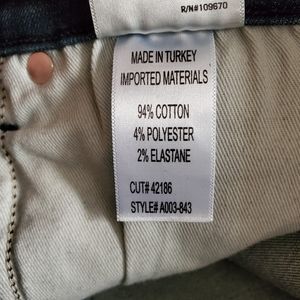 R/N#109670
MADE IN TURKEY
IMPORTED MATERIALS
94% COTTON
4% POLYESTER
2% ELASTANE
CUT# 42186
STYLE# A003-843